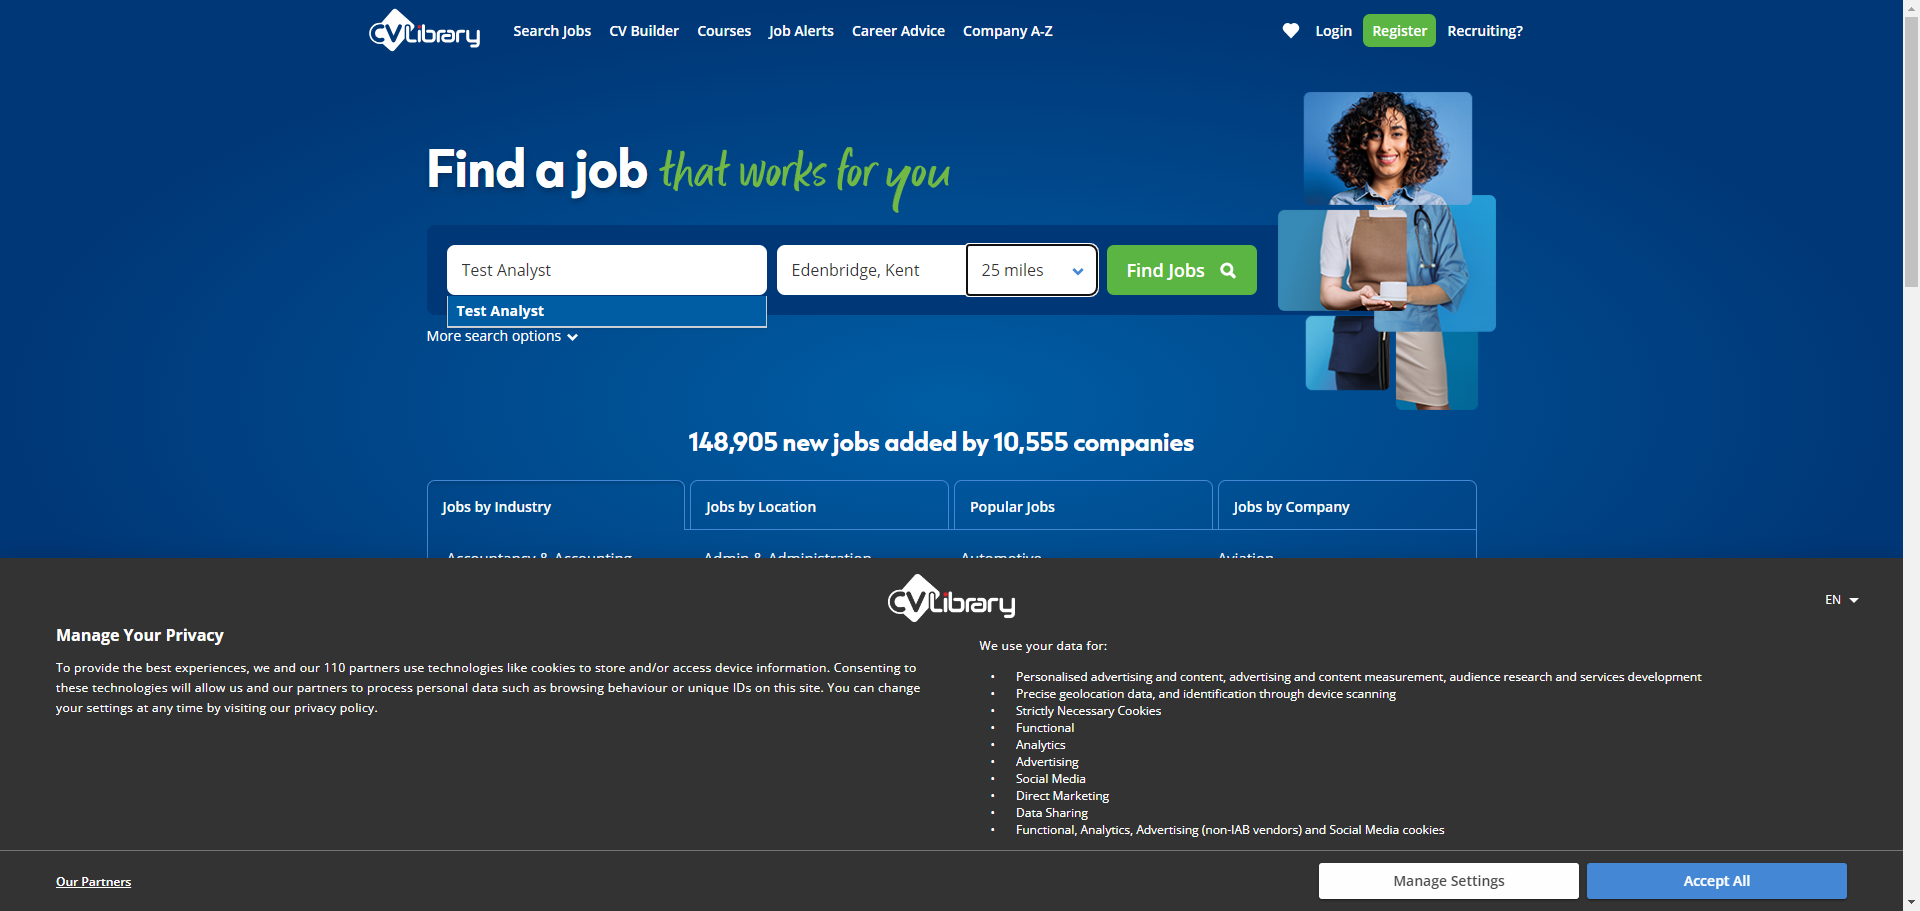 CVLibrary
Search Jobs
CV Builder
Courses
Job Alerts
Career Advice
Company A-Z
Login
Register
Recruiting?
Find a job that works for you
Test Analyst
Edenbridge, Kent
25 miles
Find Jobs
Test Analyst
More search options
148,905 new jobs added by 10,555 companies
Jobs by Industry
Jobs by Location
Popular Jobs
Jobs by Company
Accountancy & Accounting
Admin & Administration
Automotive
Aviation
CVLibrary
EN
Manage Your Privacy
To provide the best experiences, we and our 110 partners use technologies like cookies to store and/or access device information. Consenting to
these technologies will allow us and our partners to process personal data such as browsing behaviour or unique IDs on this site. You can change
your settings at any time by visiting our privacy policy.
We use your data for:
• Personalised advertising and content, advertising and content measurement, audience research and services development
• Precise geolocation data, and identification through device scanning
• Strictly Necessary Cookies
• Functional
• Analytics
• Advertising
• Social Media
• Direct Marketing
• Data Sharing
• Functional, Analytics, Advertising (non-IAB vendors) and Social Media cookies
Our Partners
Manage Settings
Accept All